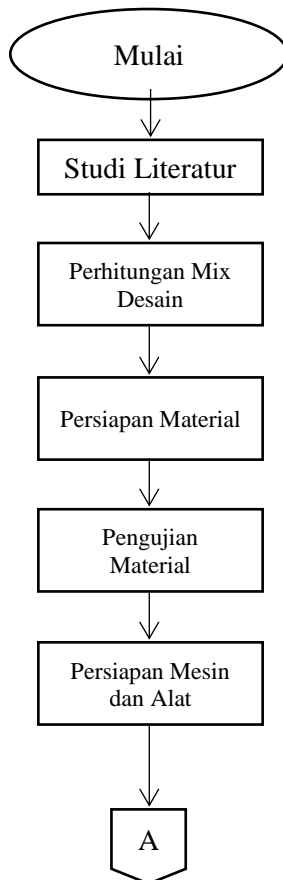 Mulai
Studi Literatur
Perhitungan Mix
Desain
Persiapan Material
Pengujian
Material
Persiapan Mesin
dan Alat
A